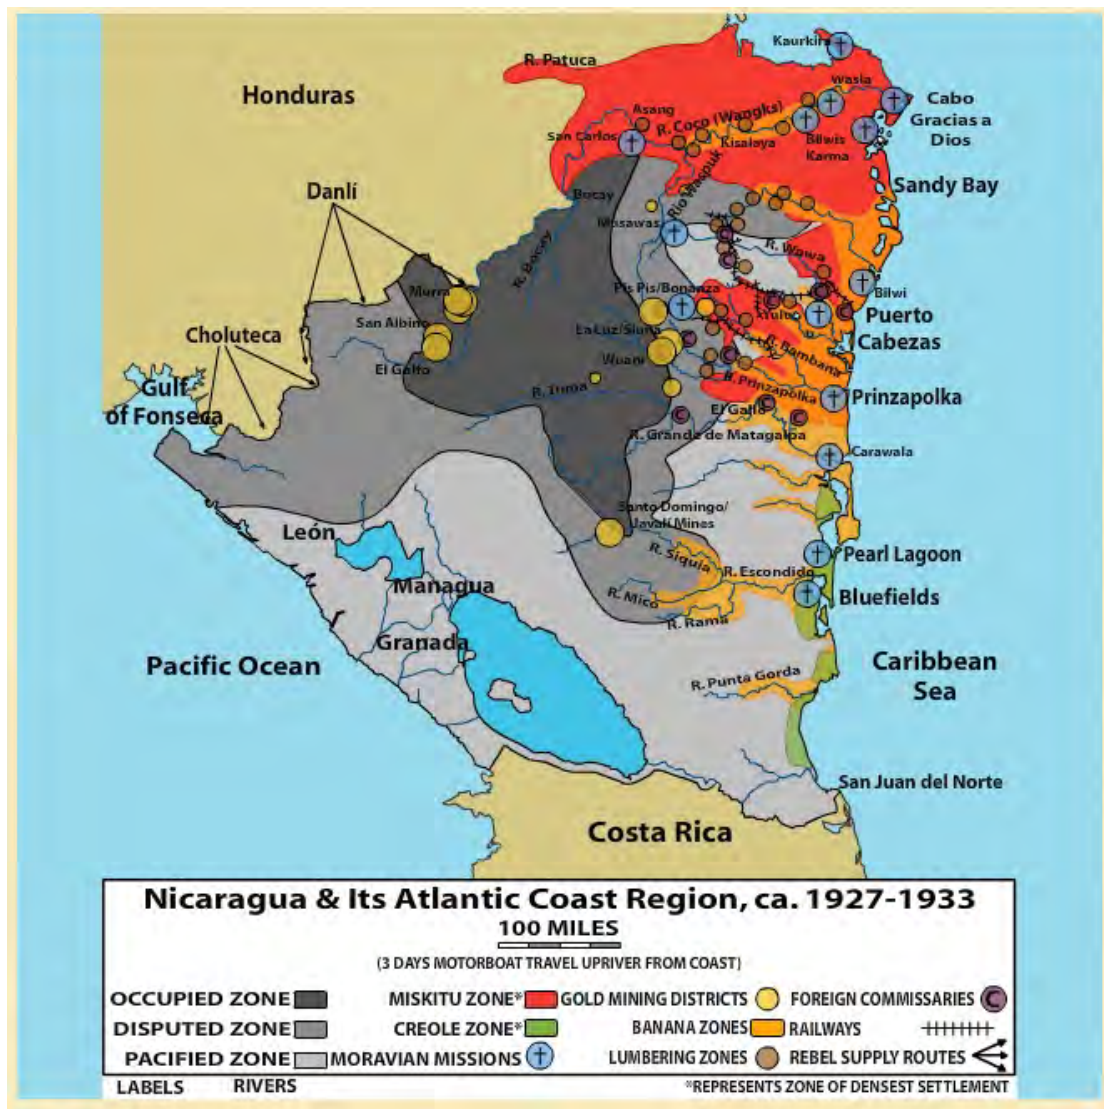 Kaurkira
R. Patuca
Wasla
Honduras
Cabo
Gracias a
Dios
Asang
R. Coco (Wangks)
San Carlos
Kisalaya
Bilwis
Karma
Rio Waspuk
Sandy Bay
Danlí
Bocay
Musawas
R. Bocay
R. Wawa
Murra
Pis Pis/Bonanza
Bilwi
San Albino
Yulu
Puerto
Cabezas
Choluteca
La Luz/Siuna
R. Bambana
Wuani
El Galfo
Gulf
of Fonseca
R. Tuma
R. Prinzapolka
Prinzapolka
El Gallo
R. Grande de Matagalpa
Carawala
Santo Domingo/
Javalí Mines
León
R. Siquia
Pearl Lagoon
R. Escondido
Managua
R. Mico
Bluefields
R. Rama
Granada
Pacific Ocean
Caribbean
Sea
R. Punta Gorda
San Juan del Norte
Costa Rica
Nicaragua & Its Atlantic Coast Region, ca. 1927-1933
100 MILES
(3 DAYS MOTORBOAT TRAVEL UPRIVER FROM COAST)
OCCUPIED ZONE
MISKITU ZONE*
GOLD MINING DISTRICTS
FOREIGN COMMISSARIES
C
DISPUTED ZONE
CREOLE ZONE*
BANANA ZONES
RAILWAYS
PACIFIED ZONE
MORAVIAN MISSIONS
LUMBERING ZONES
REBEL SUPPLY ROUTES
LABELS
RIVERS
*REPRESENTS ZONE OF DENSEST SETTLEMENT